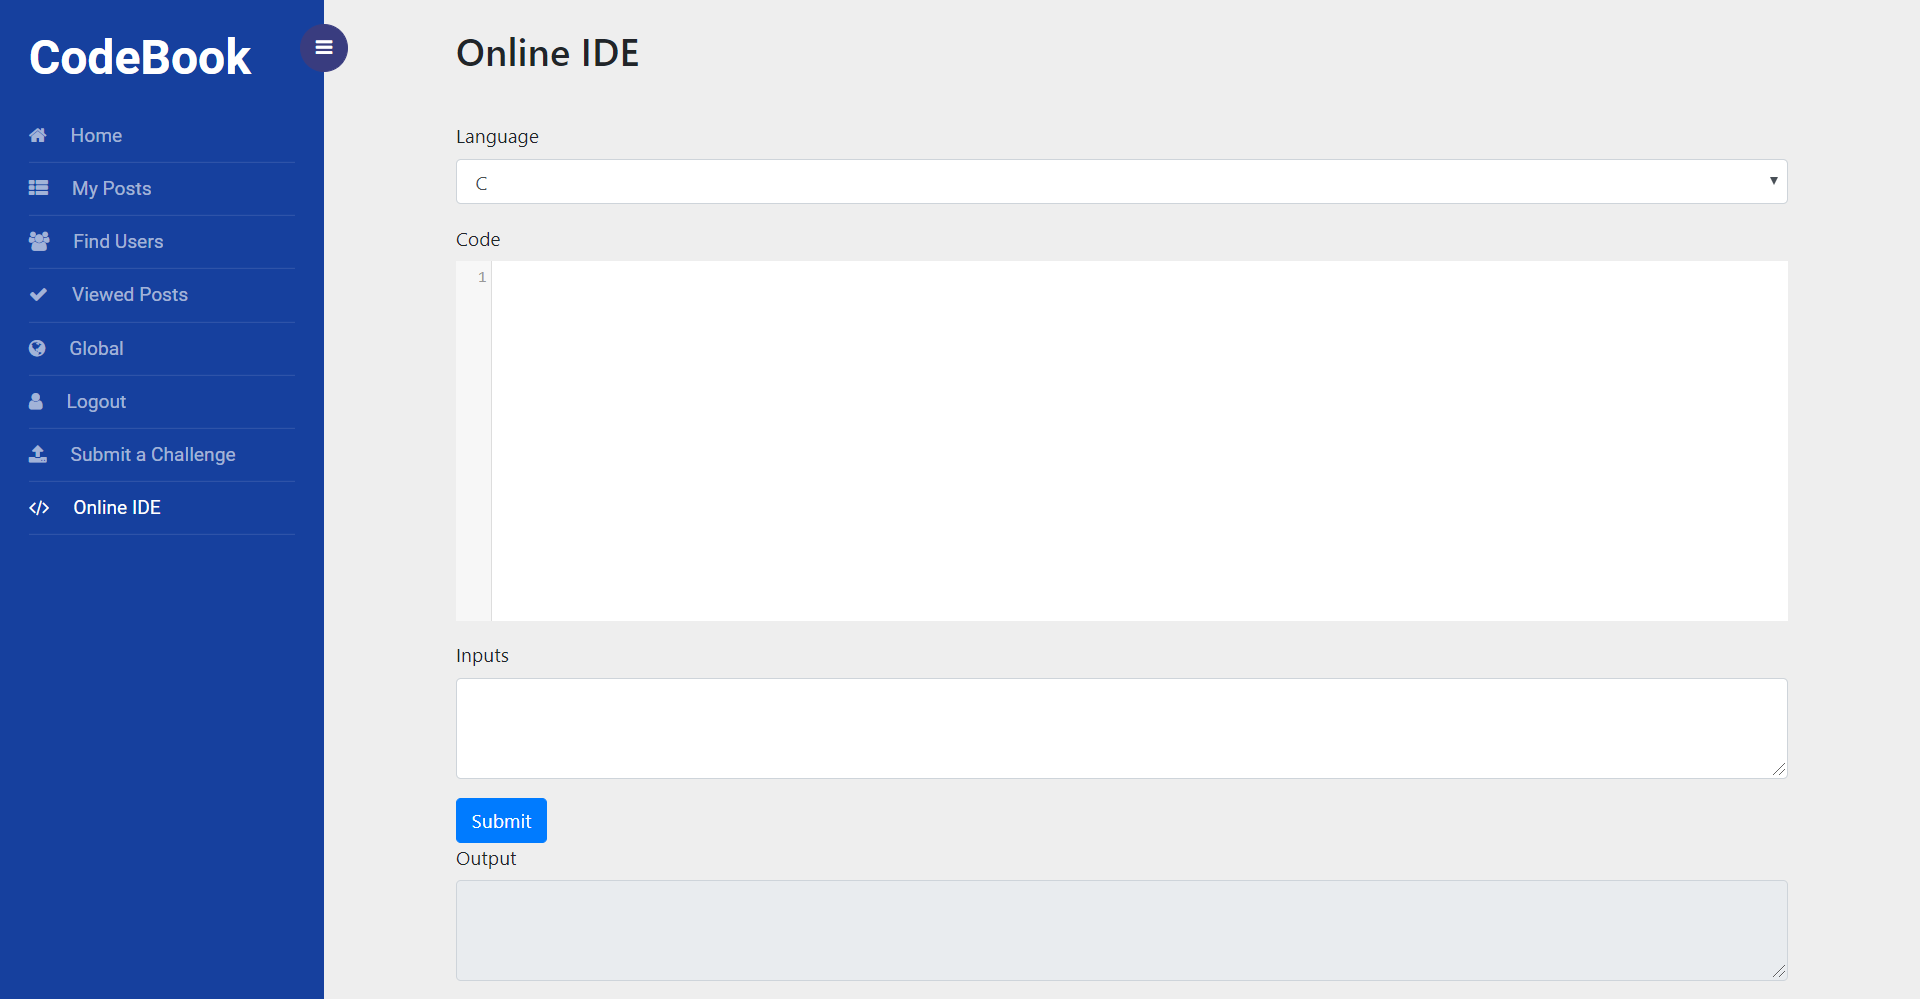 CodeBook
Home
My Posts
Find Users
Viewed Posts
Global
Logout
Submit a Challenge
Online IDE
Online IDE
Language
C
Code
1
Inputs
Submit
Output